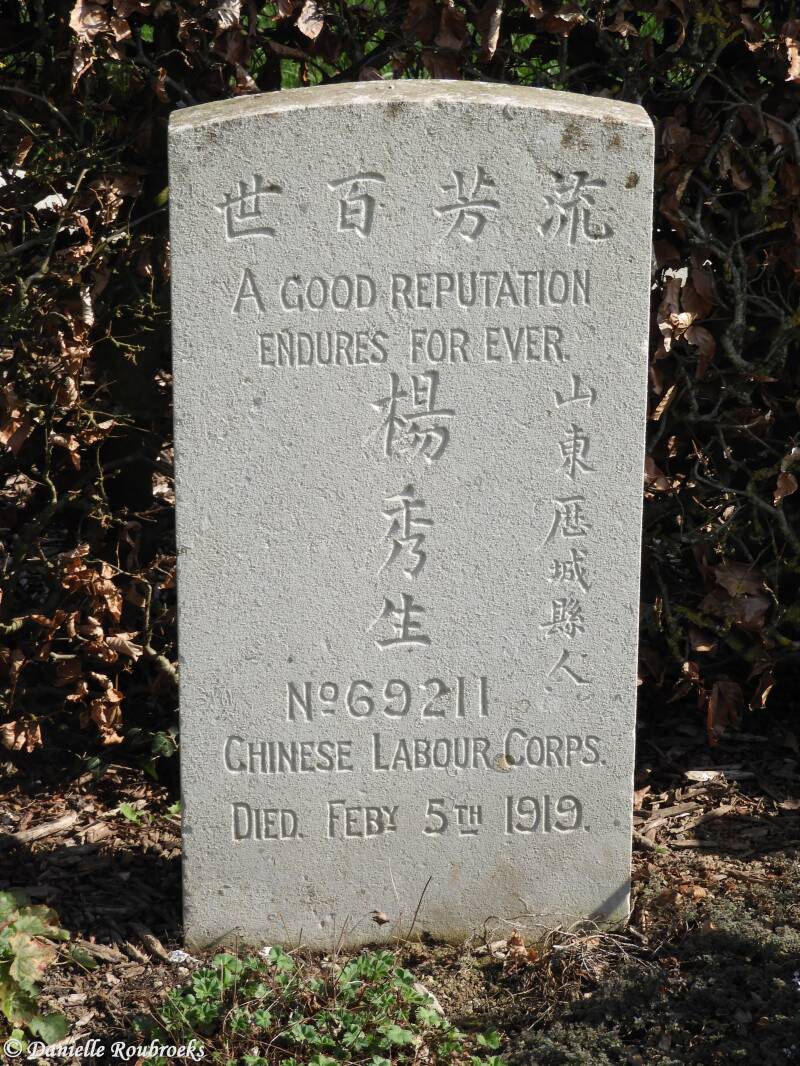 流芳百世
A GOOD REPUTATION
ENDURES FOR EVER.
山東歷城縣人
楊秀生
No 69211
CHINESE LABOUR CORPS.
DIED. FEBY 5TH 1919.
© Danielle Roubroeks